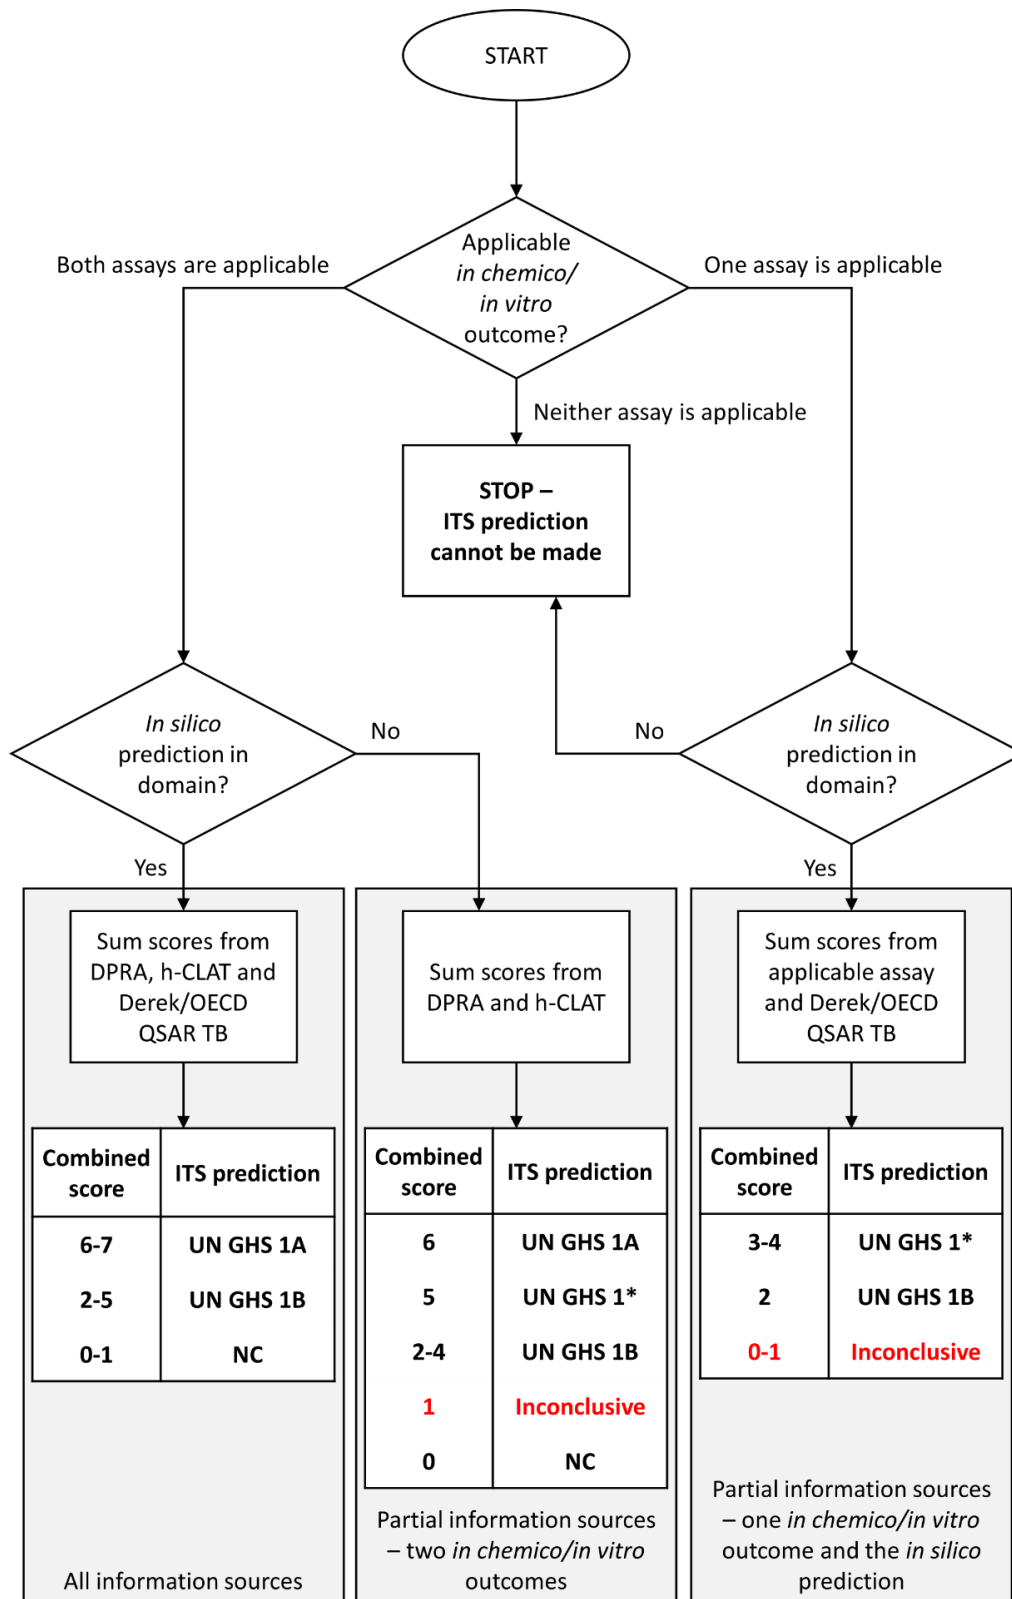 START
Applicable
in chemico/
in vitro
outcome?
Both assays are applicable
One assay is applicable
Neither assay is applicable
STOP –
ITS prediction
cannot be made
In silico
prediction in
domain?
No
No
In silico
prediction in
domain?
Yes
Yes
Sum scores from
DPRA, h-CLAT and
Derek/OECD
QSAR TB
Combined
score
ITS prediction
6-7
UN GHS 1A
2-5
UN GHS 1B
0-1
NC
All information sources
Sum scores from
DPRA and h-CLAT
Combined
score
ITS prediction
6
UN GHS 1A
5
UN GHS 1*
2-4
UN GHS 1B
1
Inconclusive
0
NC
Partial information sources
– two in chemico/in vitro
outcomes
Sum scores from
applicable assay
and Derek/OECD
QSAR TB
Combined
score
ITS prediction
3-4
UN GHS 1*
2
UN GHS 1B
0-1
Inconclusive
Partial information sources
– one in chemico/in vitro
outcome and the in silico
prediction